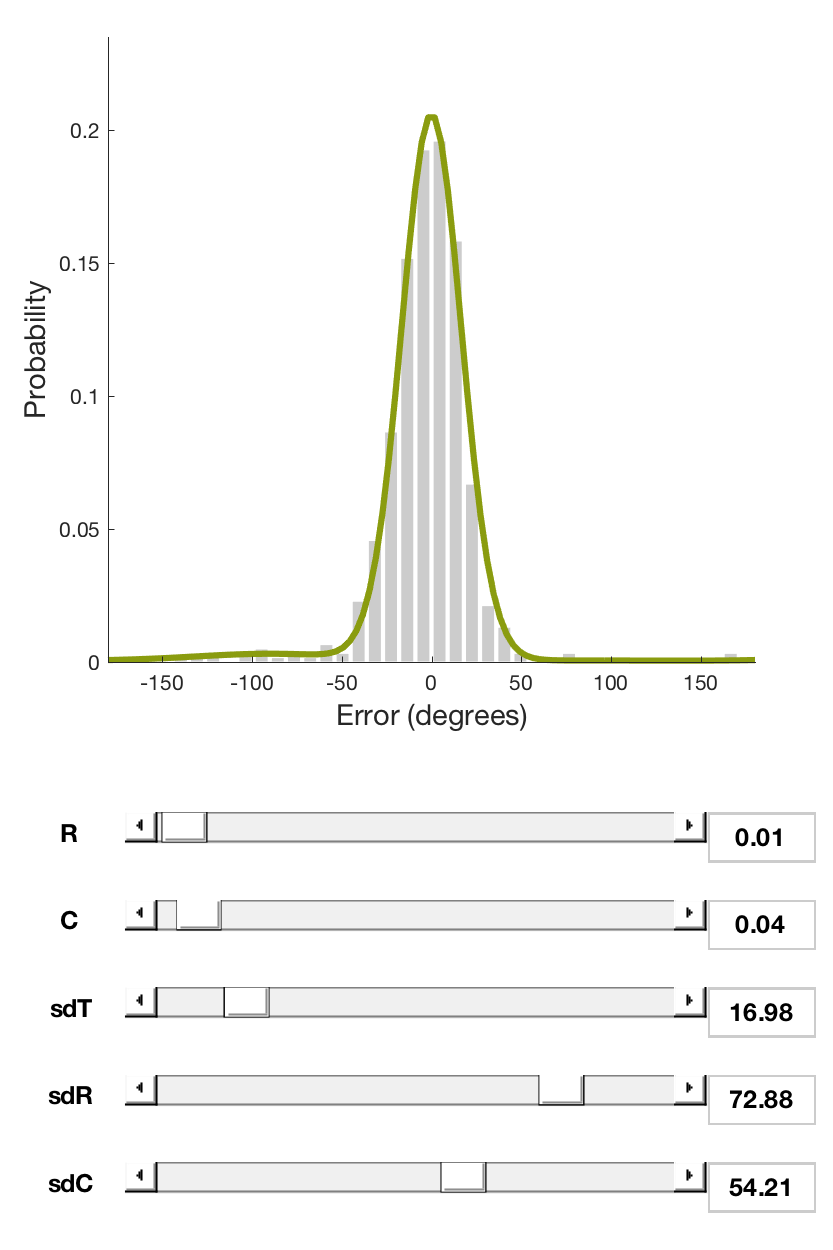 0.2
0.15
0.1
0.05
0
Probability
-150 -100 -50 0 50 100 150
Error (degrees)
R 0.01
C 0.04
sdT 16.98
sdR 72.88
sdC 54.21